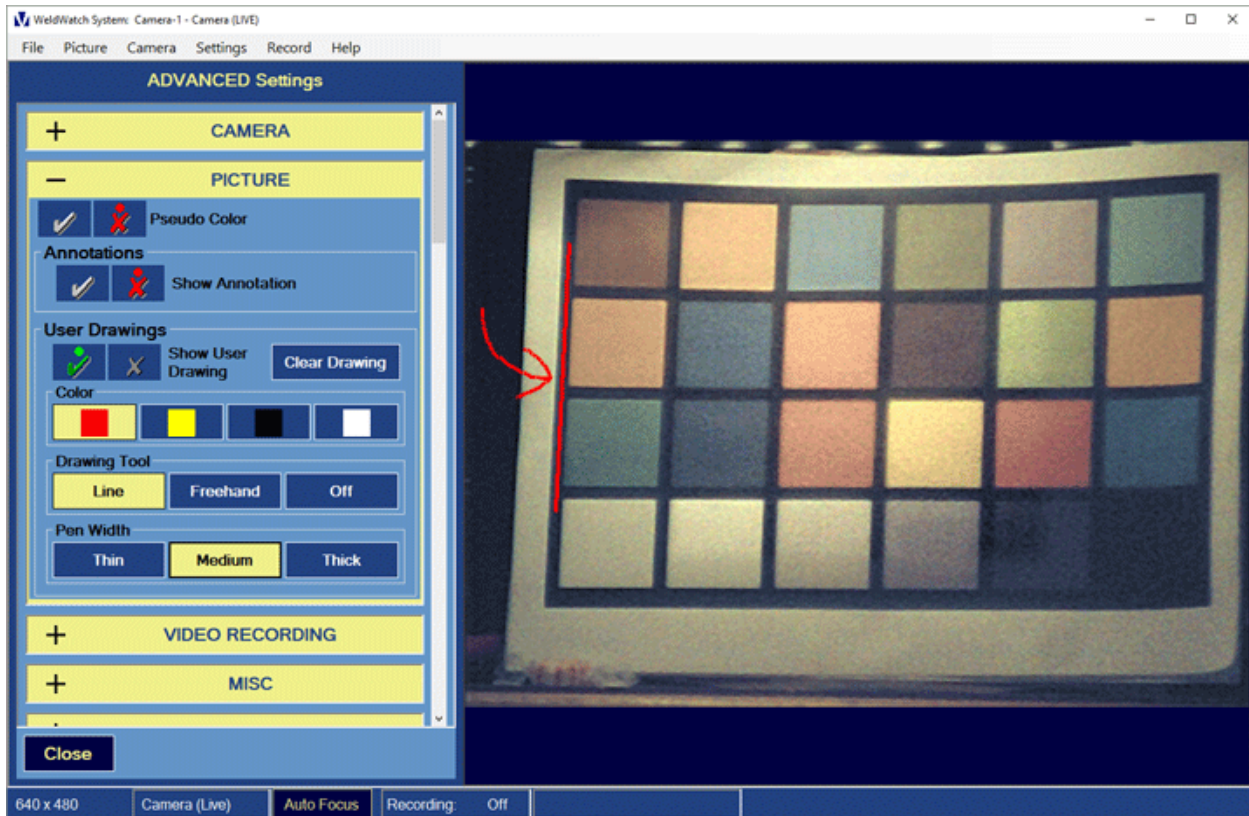 WeldWatch System: Camera-1 - Camera (LIVE)
File Picture Camera Settings Record Help
ADVANCED Settings
+ CAMERA
− PICTURE
Pseudo Color
Annotations
Show Annotation
User Drawings
Show User
Drawing
Clear Drawing
Color
Drawing Tool
Line Freehand Off
Pen Width
Thin Medium Thick
+ VIDEO RECORDING
+ MISC
Close
640 x 480 Camera (Live) Auto Focus Recording: Off